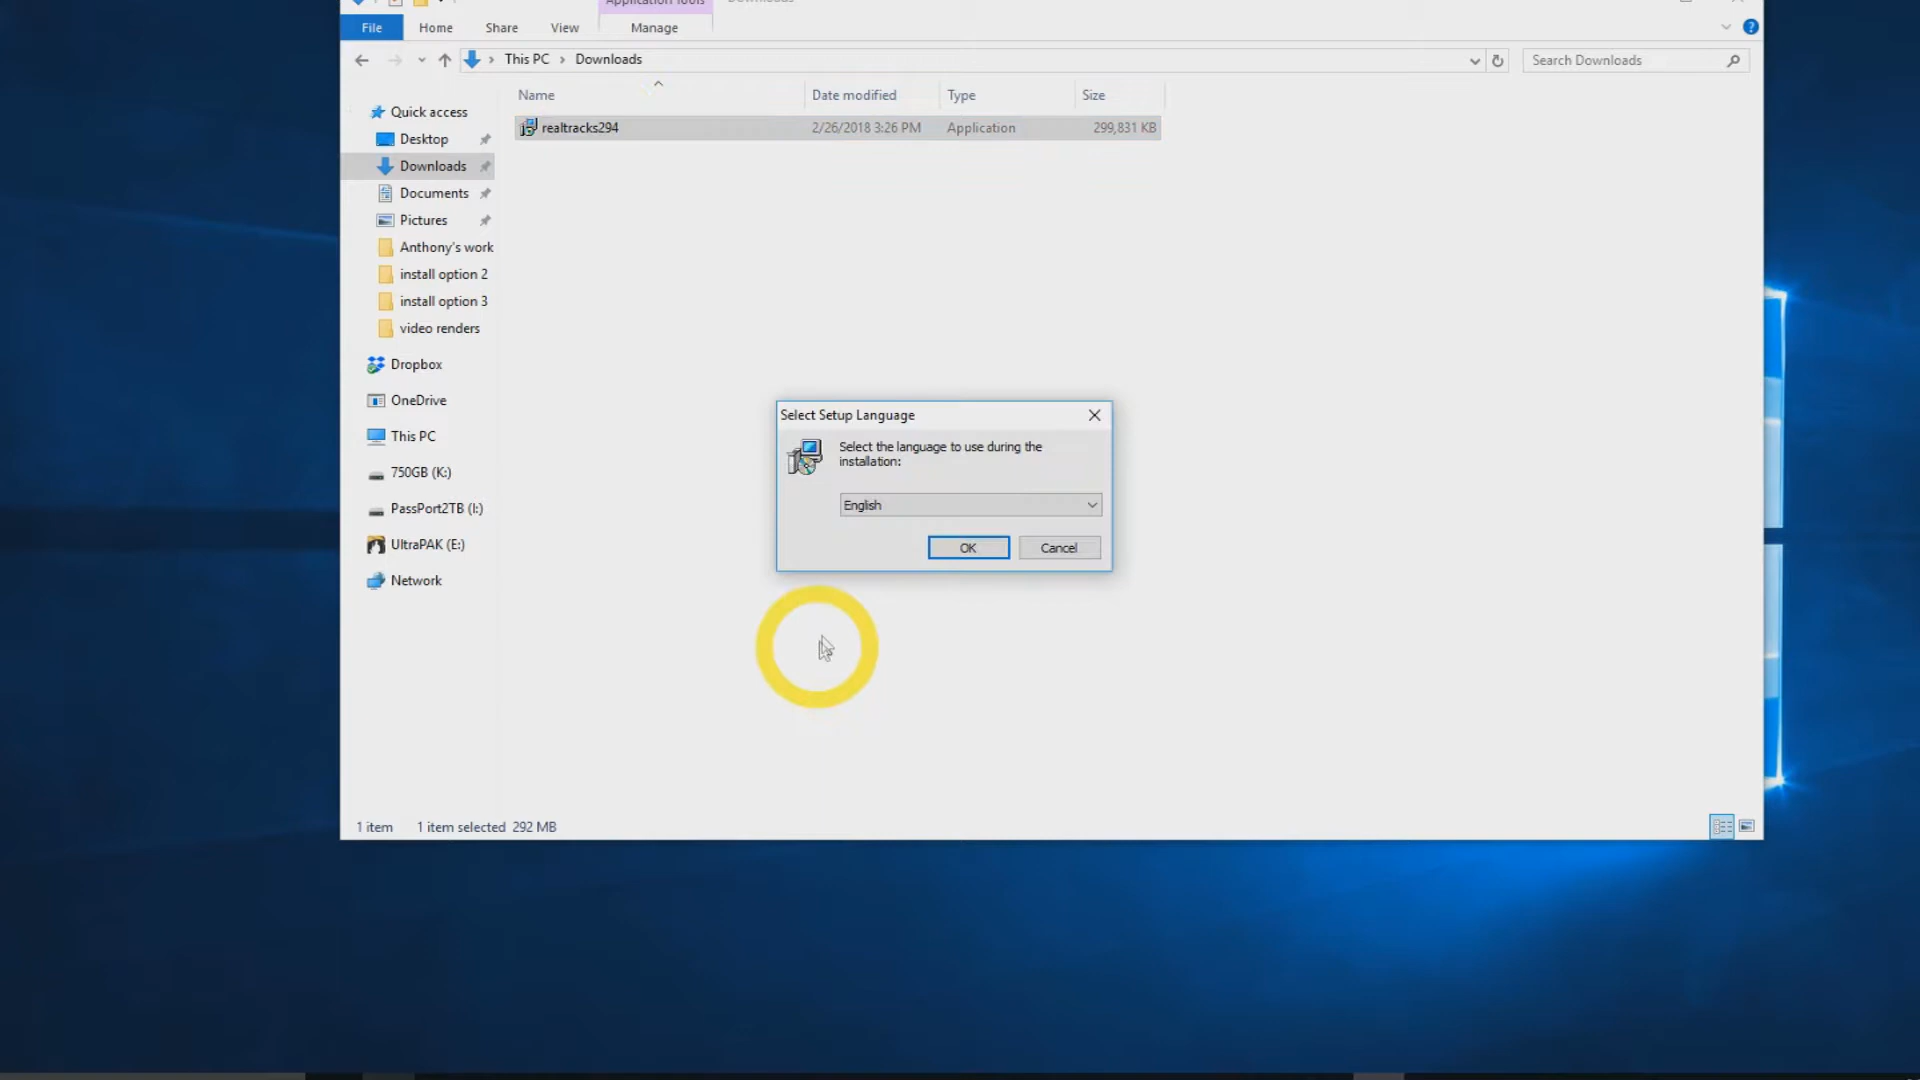 Application Tools
Downloads
File Home Share View Manage
This PC Downloads
Search Downloads
Name Date modified Type Size
realtracks294 2/26/2018 3:26 PM Application 299,831 KB
Quick access
Desktop
Downloads
Documents
Pictures
Anthony's work
install option 2
install option 3
video renders
Dropbox
OneDrive
This PC
750GB (K:)
PassPort2TB (I:)
UltraPAK (E:)
Network
Select Setup Language
Select the language to use during the
installation:
English
OK Cancel
1 item 1 item selected 292 MB